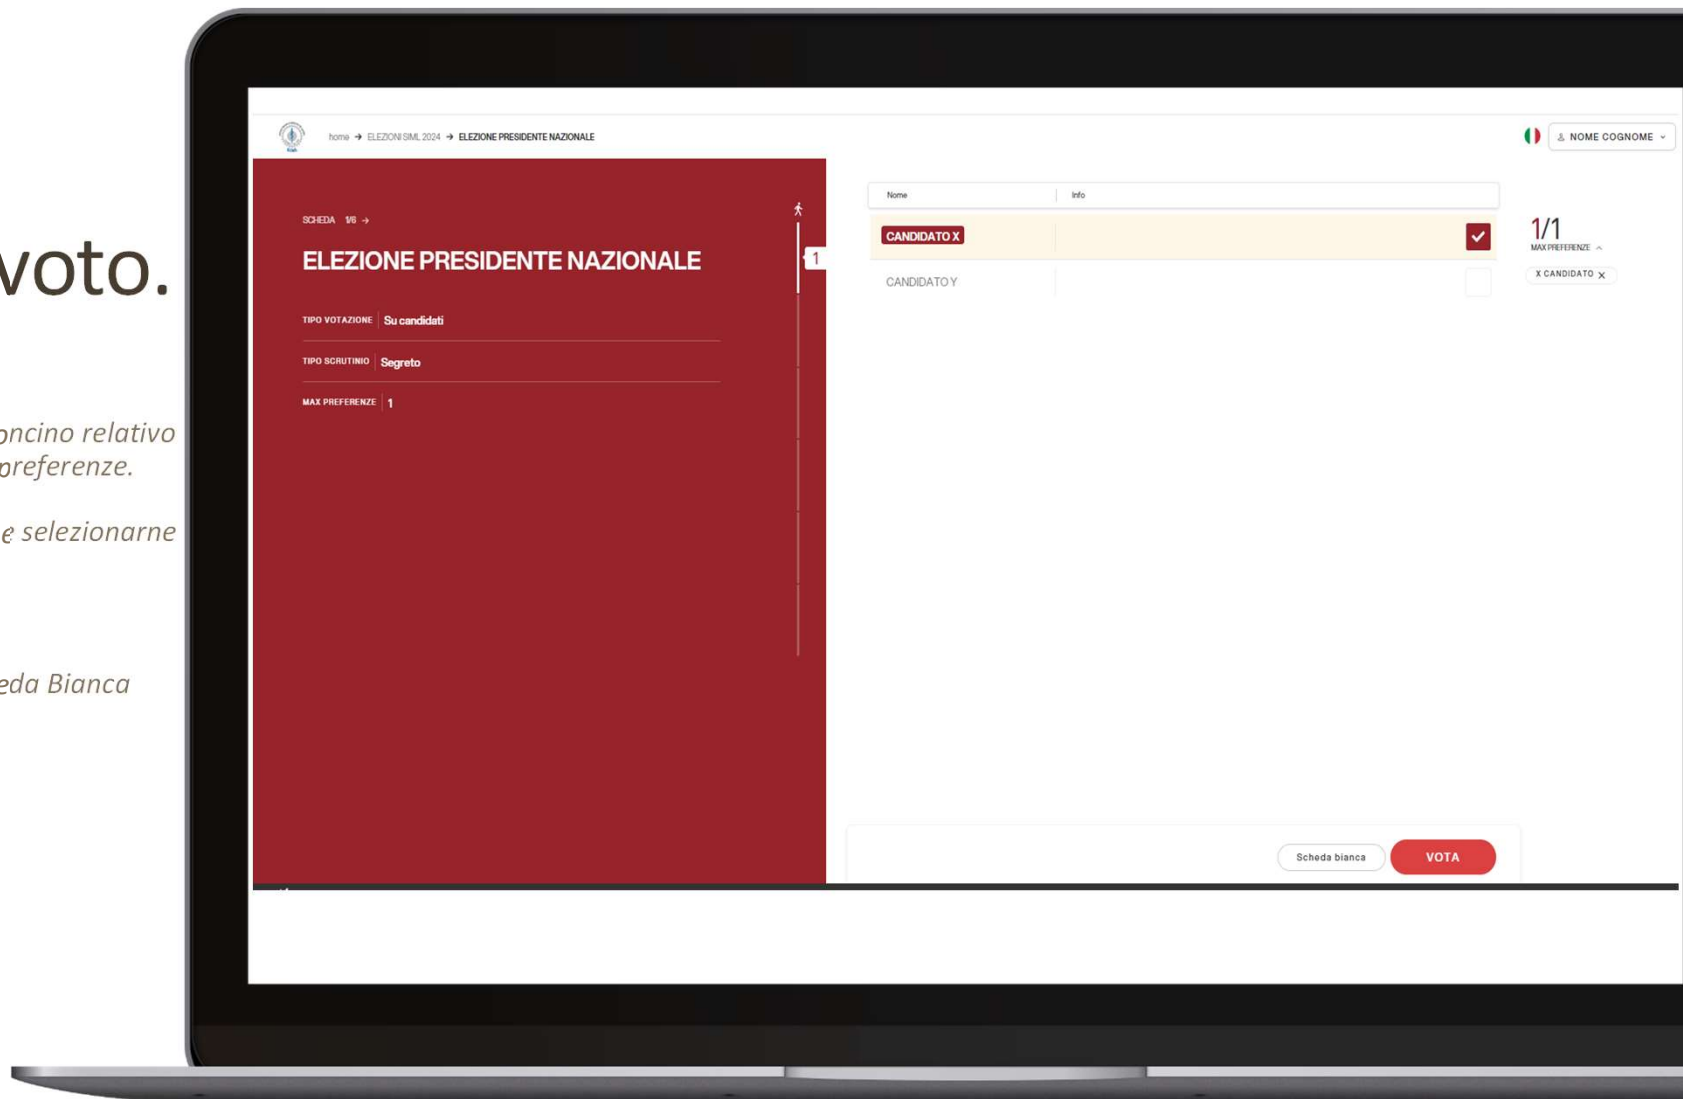 voto.
oncino relativo
preferenze.
e selezionarne
eda Bianca
home → ELEZIONI SIML 2024 → ELEZIONE PRESIDENTE NAZIONALE
NOME COGNOME
SCHEDA 1/6 →
ELEZIONE PRESIDENTE NAZIONALE
1
TIPO VOTAZIONE Su candidati
TIPO SCRUTINIO Segreto
MAX PREFERENZE 1
Nome Info
CANDIDATO X
CANDIDATO Y
1/1
MAX PREFERENZE
X CANDIDATO X
Scheda bianca VOTA